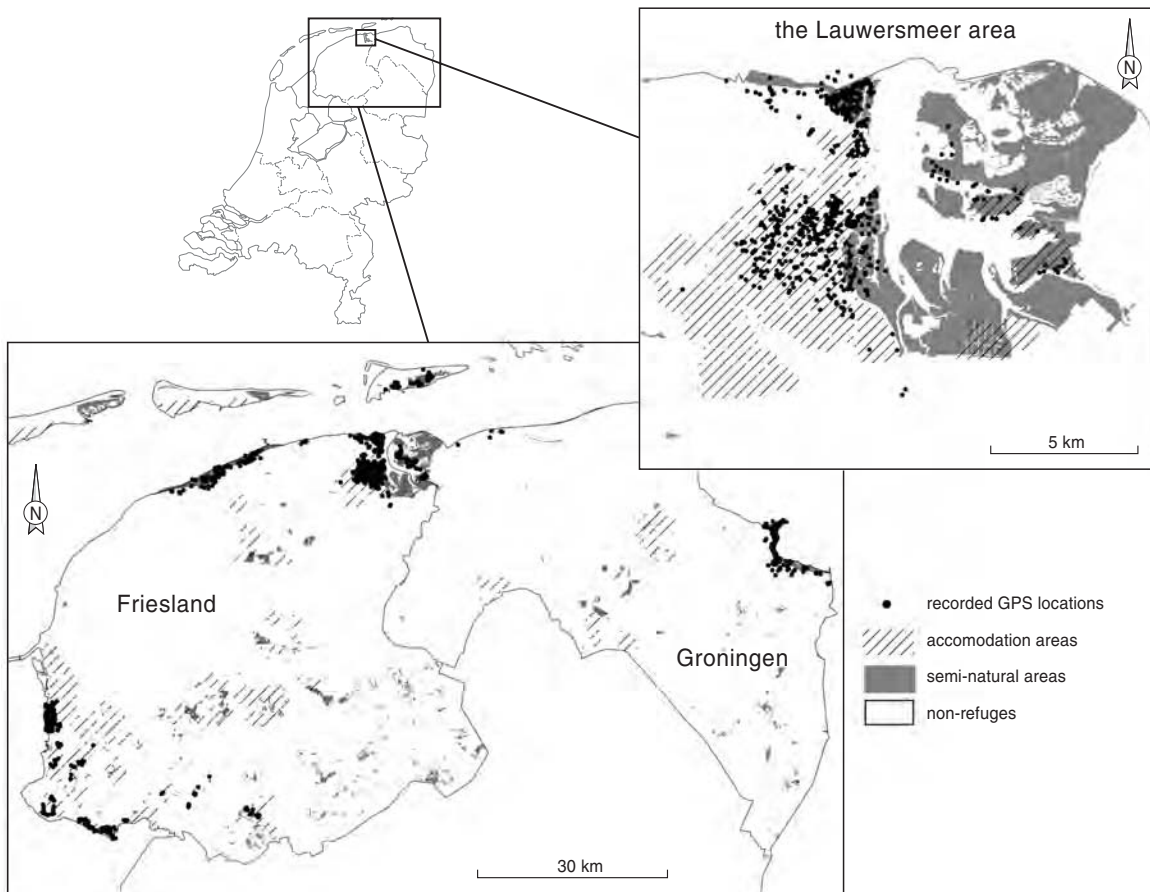 the Lauwersmeer area
N
5 km
N
Friesland
Groningen
30 km
recorded GPS locations
accomodation areas
semi-natural areas
non-refuges